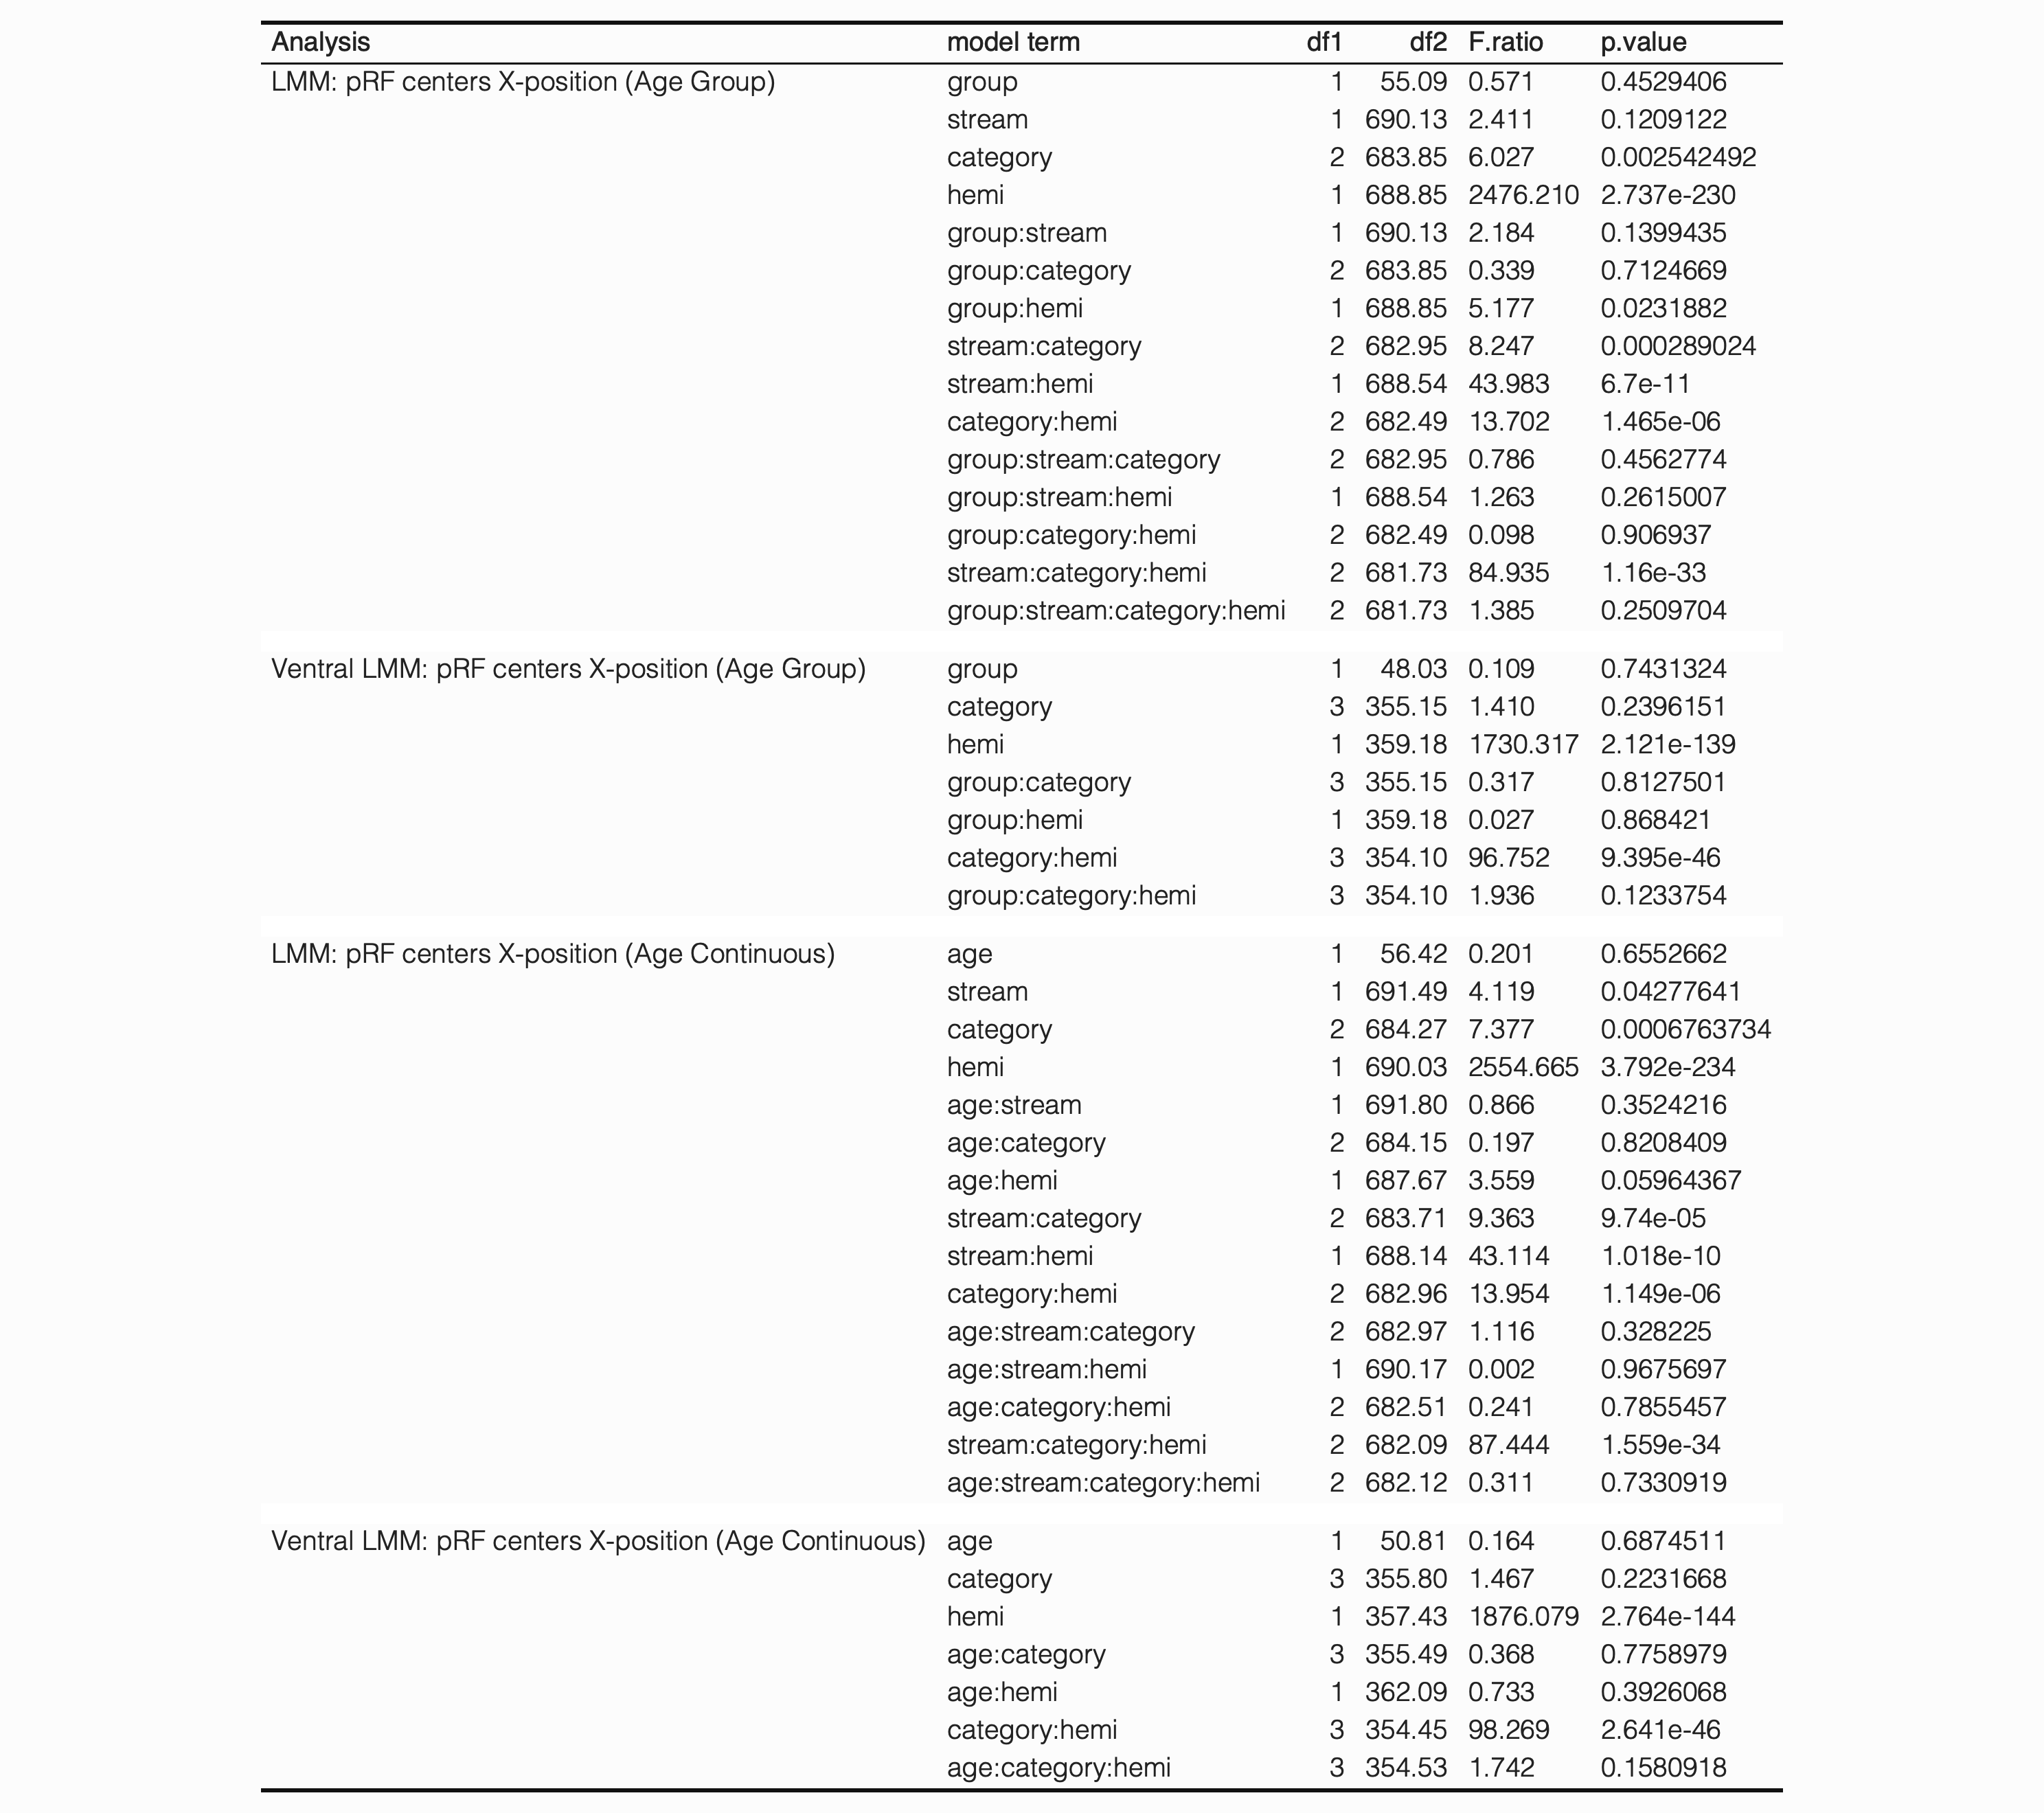 Analysis model term df1 df2 F.ratio p.value
LMM: pRF centers X-position (Age Group) group 1 55.09 0.571 0.4529406
stream 1 690.13 2.411 0.1209122
category 2 683.85 6.027 0.002542492
hemi 1 688.85 2476.210 2.737e-230
group:stream 1 690.13 2.184 0.1399435
group:category 2 683.85 0.339 0.7124669
group:hemi 1 688.85 5.177 0.0231882
stream:category 2 682.95 8.247 0.000289024
stream:hemi 1 688.54 43.983 6.7e-11
category:hemi 2 682.49 13.702 1.465e-06
group:stream:category 2 682.95 0.786 0.4562774
group:stream:hemi 1 688.54 1.263 0.2615007
group:category:hemi 2 682.49 0.098 0.906937
stream:category:hemi 2 681.73 84.935 1.16e-33
group:stream:category:hemi 2 681.73 1.385 0.2509704
Ventral LMM: pRF centers X-position (Age Group) group 1 48.03 0.109 0.7431324
category 3 355.15 1.410 0.2396151
hemi 1 359.18 1730.317 2.121e-139
group:category 3 355.15 0.317 0.8127501
group:hemi 1 359.18 0.027 0.868421
category:hemi 3 354.10 96.752 9.395e-46
group:category:hemi 3 354.10 1.936 0.1233754
LMM: pRF centers X-position (Age Continuous) age 1 56.42 0.201 0.6552662
stream 1 691.49 4.119 0.04277641
category 2 684.27 7.377 0.0006763734
hemi 1 690.03 2554.665 3.792e-234
age:stream 1 691.80 0.866 0.3524216
age:category 2 684.15 0.197 0.8208409
age:hemi 1 687.67 3.559 0.05964367
stream:category 2 683.71 9.363 9.74e-05
stream:hemi 1 688.14 43.114 1.018e-10
category:hemi 2 682.96 13.954 1.149e-06
age:stream:category 2 682.97 1.116 0.328225
age:stream:hemi 1 690.17 0.002 0.9675697
age:category:hemi 2 682.51 0.241 0.7855457
stream:category:hemi 2 682.09 87.444 1.559e-34
age:stream:category:hemi 2 682.12 0.311 0.7330919
Ventral LMM: pRF centers X-position (Age Continuous) age 1 50.81 0.164 0.6874511
category 3 355.80 1.467 0.2231668
hemi 1 357.43 1876.079 2.764e-144
age:category 3 355.49 0.368 0.7758979
age:hemi 1 362.09 0.733 0.3926068
category:hemi 3 354.45 98.269 2.641e-46
age:category:hemi 3 354.53 1.742 0.1580918